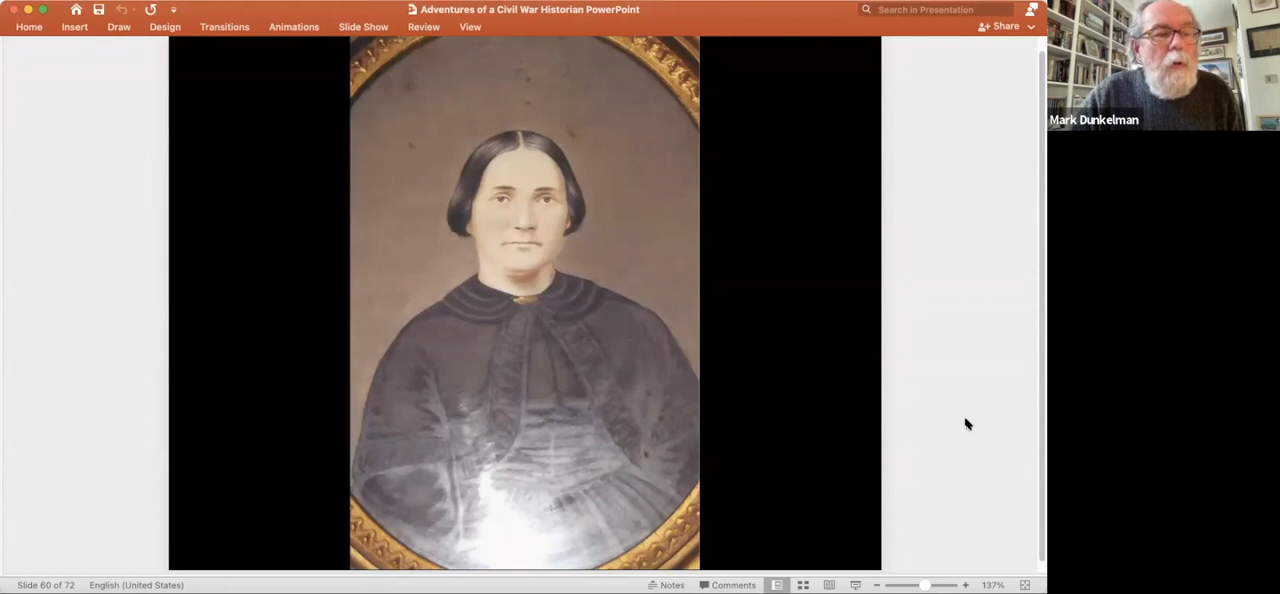 Adventures of a Civil War Historian PowerPoint
Search in Presentation
Home Insert Draw Design Transitions Animations Slide Show Review View Share
Mark Dunkelman
Slide 60 of 72 English (United States) Notes Comments 137%